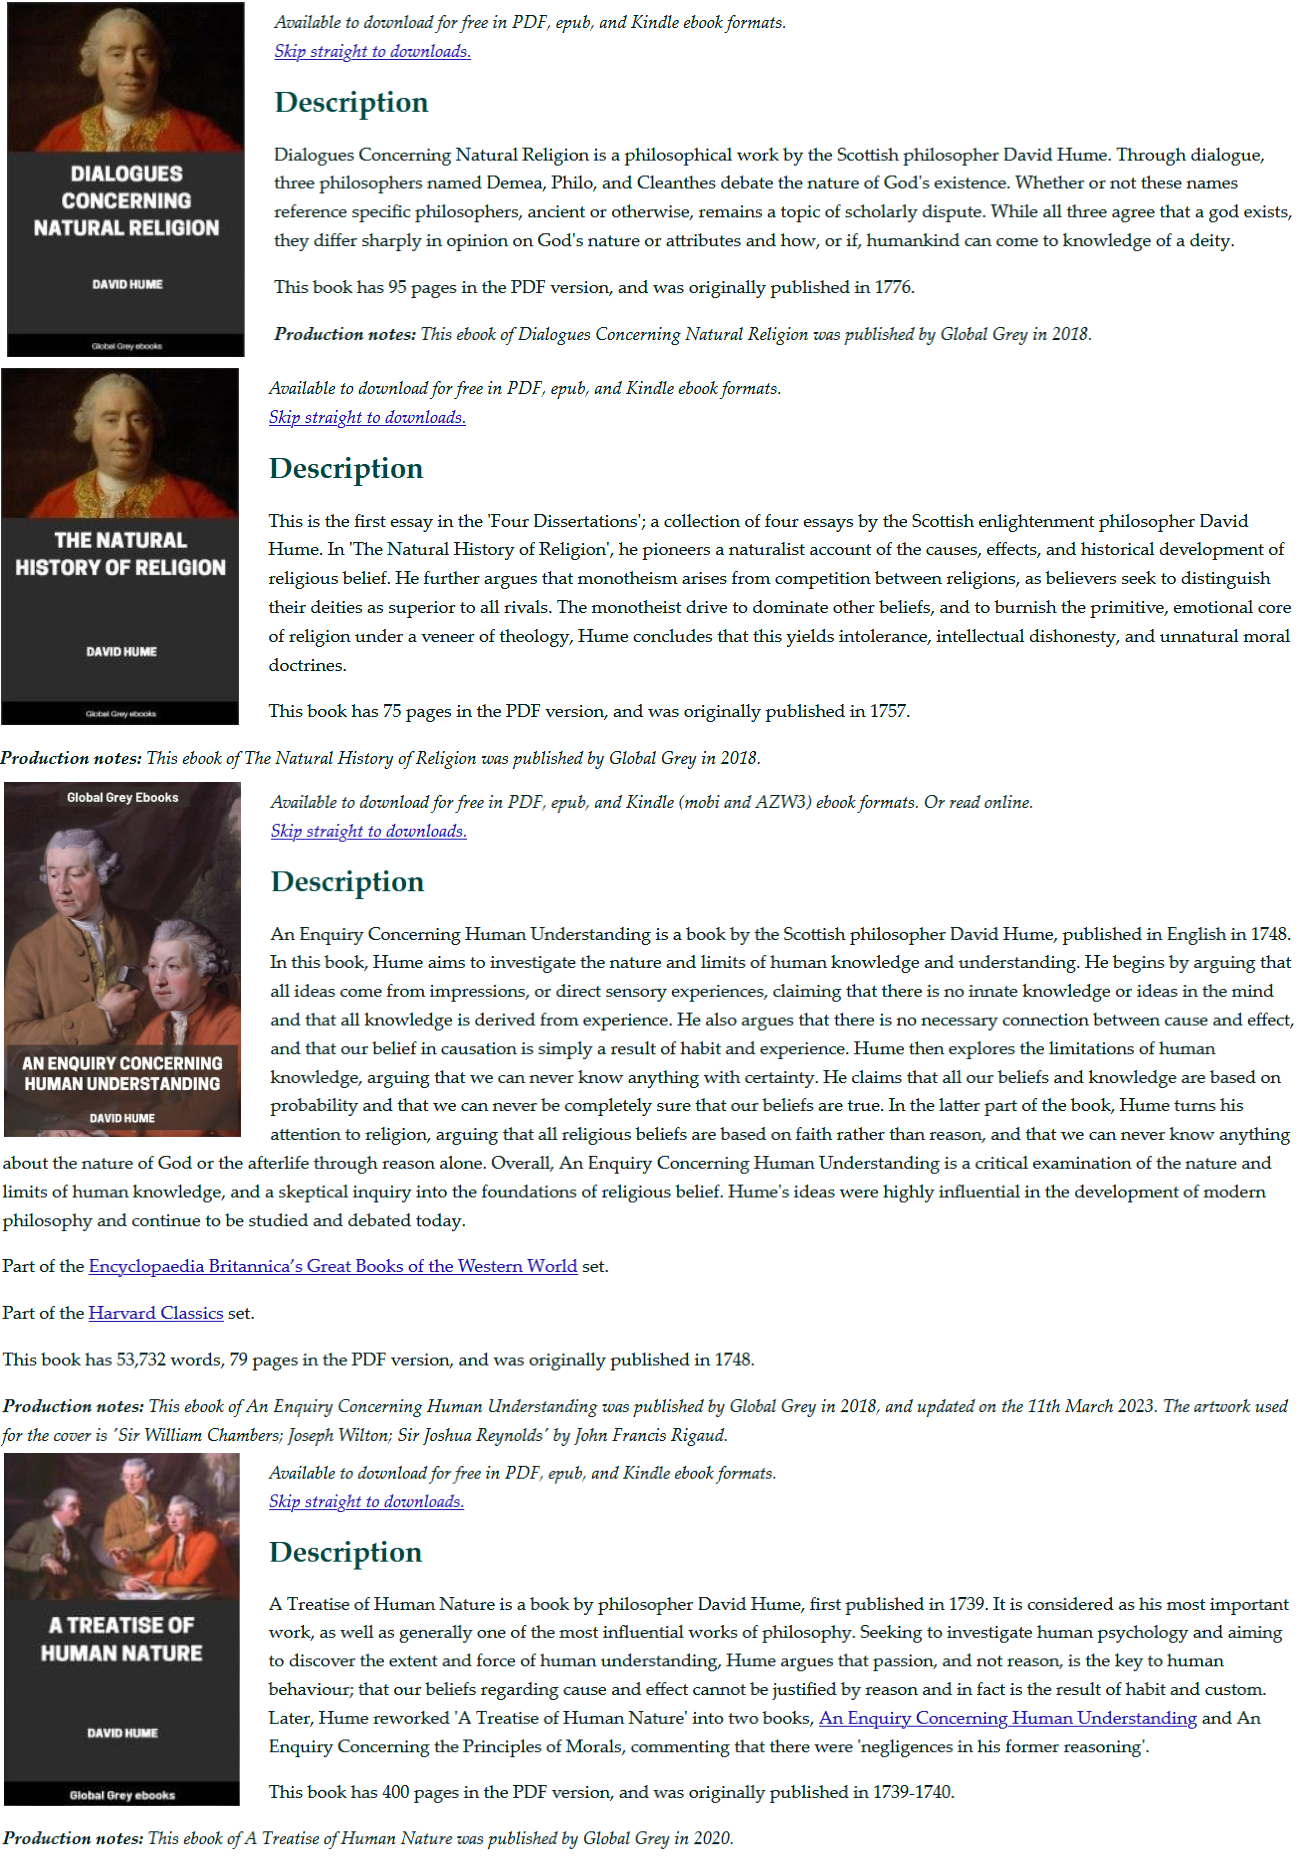 DIALOGUES
CONCERNING
NATURAL RELIGION
DAVID HUME
Global Grey ebooks
Available to download for free in PDF, epub, and Kindle ebook formats.
Skip straight to downloads.
Description
Dialogues Concerning Natural Religion is a philosophical work by the Scottish philosopher David Hume. Through dialogue,
three philosophers named Demea, Philo, and Cleanthes debate the nature of God's existence. Whether or not these names
reference specific philosophers, ancient or otherwise, remains a topic of scholarly dispute. While all three agree that a god exists,
they differ sharply in opinion on God's nature or attributes and how, or if, humankind can come to knowledge of a deity.
This book has 95 pages in the PDF version, and was originally published in 1776.
Production notes: This ebook of Dialogues Concerning Natural Religion was published by Global Grey in 2018.
THE NATURAL
HISTORY OF RELIGION
DAVID HUME
Global Grey ebooks
Available to download for free in PDF, epub, and Kindle ebook formats.
Skip straight to downloads.
Description
This is the first essay in the 'Four Dissertations'; a collection of four essays by the Scottish enlightenment philosopher David
Hume. In 'The Natural History of Religion', he pioneers a naturalist account of the causes, effects, and historical development of
religious belief. He further argues that monotheism arises from competition between religions, as believers seek to distinguish
their deities as superior to all rivals. The monotheist drive to dominate other beliefs, and to burnish the primitive, emotional core
of religion under a veneer of theology, Hume concludes that this yields intolerance, intellectual dishonesty, and unnatural moral
doctrines.
This book has 75 pages in the PDF version, and was originally published in 1757.
Production notes: This ebook of The Natural History of Religion was published by Global Grey in 2018.
Global Grey Ebooks
AN ENQUIRY CONCERNING
HUMAN UNDERSTANDING
DAVID HUME
Available to download for free in PDF, epub, and Kindle (mobi and AZW3) ebook formats. Or read online.
Skip straight to downloads.
Description
An Enquiry Concerning Human Understanding is a book by the Scottish philosopher David Hume, published in English in 1748.
In this book, Hume aims to investigate the nature and limits of human knowledge and understanding. He begins by arguing that
all ideas come from impressions, or direct sensory experiences, claiming that there is no innate knowledge or ideas in the mind
and that all knowledge is derived from experience. He also argues that there is no necessary connection between cause and effect,
and that our belief in causation is simply a result of habit and experience. Hume then explores the limitations of human
knowledge, arguing that we can never know anything with certainty. He claims that all our beliefs and knowledge are based on
probability and that we can never be completely sure that our beliefs are true. In the latter part of the book, Hume turns his
attention to religion, arguing that all religious beliefs are based on faith rather than reason, and that we can never know anything
about the nature of God or the afterlife through reason alone. Overall, An Enquiry Concerning Human Understanding is a critical examination of the nature and
limits of human knowledge, and a skeptical inquiry into the foundations of religious belief. Hume's ideas were highly influential in the development of modern
philosophy and continue to be studied and debated today.
Part of the Encyclopaedia Britannica’s Great Books of the Western World set.
Part of the Harvard Classics set.
This book has 53,732 words, 79 pages in the PDF version, and was originally published in 1748.
Production notes: This ebook of An Enquiry Concerning Human Understanding was published by Global Grey in 2018, and updated on the 11th March 2023. The artwork used
for the cover is 'Sir William Chambers; Joseph Wilton; Sir Joshua Reynolds' by John Francis Rigaud.
A TREATISE OF
HUMAN NATURE
DAVID HUME
Global Grey ebooks
Available to download for free in PDF, epub, and Kindle ebook formats.
Skip straight to downloads.
Description
A Treatise of Human Nature is a book by philosopher David Hume, first published in 1739. It is considered as his most important
work, as well as generally one of the most influential works of philosophy. Seeking to investigate human psychology and aiming
to discover the extent and force of human understanding, Hume argues that passion, and not reason, is the key to human
behaviour; that our beliefs regarding cause and effect cannot be justified by reason and in fact is the result of habit and custom.
Later, Hume reworked 'A Treatise of Human Nature' into two books, An Enquiry Concerning Human Understanding and An
Enquiry Concerning the Principles of Morals, commenting that there were 'negligences in his former reasoning'.
This book has 400 pages in the PDF version, and was originally published in 1739-1740.
Production notes: This ebook of A Treatise of Human Nature was published by Global Grey in 2020.